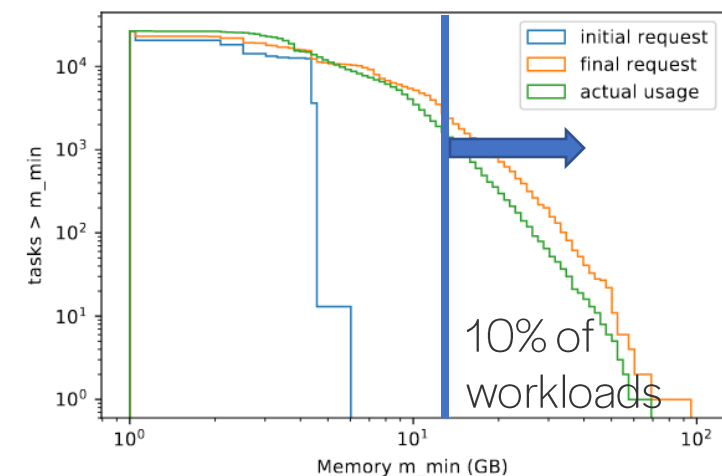 initial request
final request
actual usage
10⁴
10³
10²
10¹
10⁰
tasks > m_min
10% of
workloads
10⁰ 10¹ 10²
Memory m_min (GB)